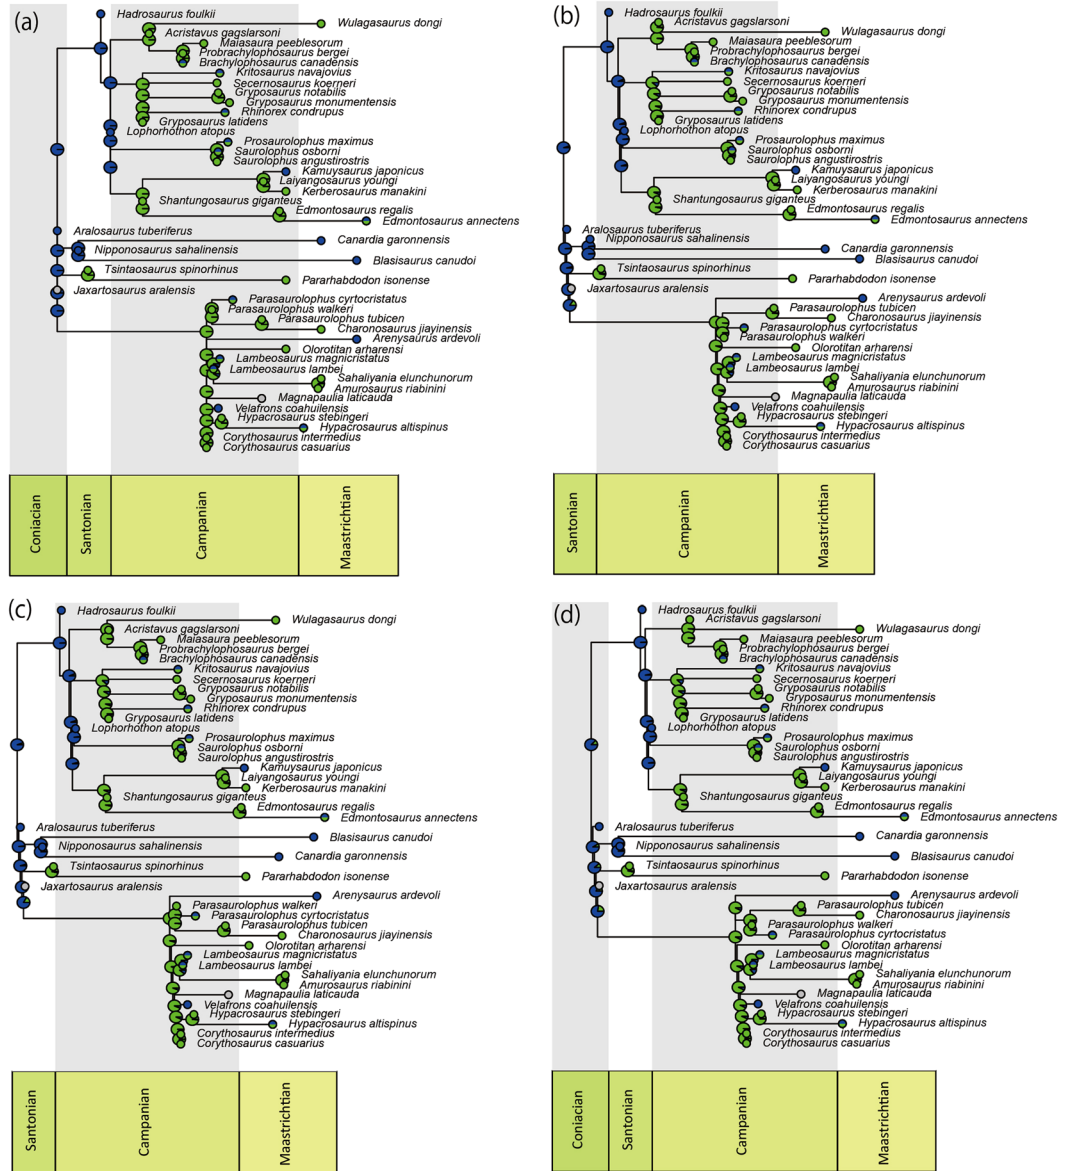 (a)
Hadrosaurus foulkii
Wulagasaurus dongi
Acristavus gagslarsoni
Maiasaura peeblesorum
Probrachylophosaurus bergei
Brachylophosaurus canadensis
Kritosaurus navajovius
Secernosaurus koerneri
Gryposaurus notabilis
Gryposaurus monumentensis
Rhinorex condrupus
Gryposaurus latidens
Lophorhothon atopus
Prosaurolophus maximus
Saurolophus osborni
Saurolophus angustirostris
Kamuysaurus japonicus
Laiyangosaurus youngi
Kerberosaurus manakini
Shantungosaurus giganteus
Edmontosaurus regalis
Edmontosaurus annectens
Aralosaurus tuberiferus
Canardia garonnensis
Nipponosaurus sahalinensis
Blasisaurus canudoi
Tsintaosaurus spinorhinus
Pararhabdodon isonense
Jaxartosaurus aralensis
Parasaurolophus cyrtocristatus
Parasaurolophus walkeri
Parasaurolophus tubicen
Charonosaurus jiayinensis
Arenysaurus ardevoli
Olorotitan arharensi
Lambeosaurus magnicristatus
Lambeosaurus lambei
Sahaliyania elunchunorum
Amurosaurus riabinini
Magnapaulia laticauda
Velafrons coahuilensis
Hypacrosaurus stebingeri
Hypacrosaurus altispinus
Corythosaurus intermedius
Corythosaurus casuarius
Coniacian
Santonian
Campanian
Maastrichtian
(b)
Hadrosaurus foulkii
Acristavus gagslarsoni
Wulagasaurus dongi
Maiasaura peeblesorum
Probrachylophosaurus bergei
Brachylophosaurus canadensis
Kritosaurus navajovius
Secernosaurus koerneri
Gryposaurus notabilis
Gryposaurus monumentensis
Rhinorex condrupus
Gryposaurus latidens
Lophorhothon atopus
Prosaurolophus maximus
Saurolophus osborni
Saurolophus angustirostris
Kamuysaurus japonicus
Laiyangosaurus youngi
Kerberosaurus manakini
Shantungosaurus giganteus
Edmontosaurus regalis
Edmontosaurus annectens
Aralosaurus tuberiferus
Nipponosaurus sahalinensis
Canardia garonnensis
Blasisaurus canudoi
Tsintaosaurus spinorhinus
Pararhabdodon isonense
Jaxartosaurus aralensis
Arenysaurus ardevoli
Parasaurolophus tubicen
Charonosaurus jiayinensis
Parasaurolophus cyrtocristatus
Parasaurolophus walkeri
Olorotitan arharensi
Lambeosaurus magnicristatus
Lambeosaurus lambei
Sahaliyania elunchunorum
Amurosaurus riabinini
Magnapaulia laticauda
Velafrons coahuilensis
Hypacrosaurus stebingeri
Hypacrosaurus altispinus
Corythosaurus intermedius
Corythosaurus casuarius
Santonian
Campanian
Maastrichtian
(c)
Hadrosaurus foulkii
Wulagasaurus dongi
Acristavus gagslarsoni
Maiasaura peeblesorum
Probrachylophosaurus bergei
Brachylophosaurus canadensis
Kritosaurus navajovius
Secernosaurus koerneri
Gryposaurus notabilis
Gryposaurus monumentensis
Rhinorex condrupus
Gryposaurus latidens
Lophorhothon atopus
Prosaurolophus maximus
Saurolophus osborni
Saurolophus angustirostris
Kamuysaurus japonicus
Laiyangosaurus youngi
Kerberosaurus manakini
Shantungosaurus giganteus
Edmontosaurus regalis
Edmontosaurus annectens
Aralosaurus tuberiferus
Blasisaurus canudoi
Nipponosaurus sahalinensis
Canardia garonnensis
Tsintaosaurus spinorhinus
Pararhabdodon isonense
Jaxartosaurus aralensis
Arenysaurus ardevoli
Parasaurolophus walkeri
Parasaurolophus cyrtocristatus
Parasaurolophus tubicen
Charonosaurus jiayinensis
Olorotitan arharensi
Lambeosaurus magnicristatus
Lambeosaurus lambei
Sahaliyania elunchunorum
Amurosaurus riabinini
Magnapaulia laticauda
Velafrons coahuilensis
Hypacrosaurus stebingeri
Hypacrosaurus altispinus
Corythosaurus intermedius
Corythosaurus casuarius
Santonian
Campanian
Maastrichtian
(d)
Hadrosaurus foulkii
Acristavus gagslarsoni
Wulagasaurus dongi
Maiasaura peeblesorum
Probrachylophosaurus bergei
Brachylophosaurus canadensis
Kritosaurus navajovius
Secernosaurus koerneri
Gryposaurus notabilis
Gryposaurus monumentensis
Rhinorex condrupus
Gryposaurus latidens
Lophorhothon atopus
Prosaurolophus maximus
Saurolophus osborni
Saurolophus angustirostris
Kamuysaurus japonicus
Laiyangosaurus youngi
Kerberosaurus manakini
Shantungosaurus giganteus
Edmontosaurus regalis
Edmontosaurus annectens
Aralosaurus tuberiferus
Canardia garonnensis
Nipponosaurus sahalinensis
Blasisaurus canudoi
Tsintaosaurus spinorhinus
Pararhabdodon isonense
Jaxartosaurus aralensis
Arenysaurus ardevoli
Parasaurolophus tubicen
Charonosaurus jiayinensis
Parasaurolophus walkeri
Parasaurolophus cyrtocristatus
Olorotitan arharensi
Lambeosaurus magnicristatus
Lambeosaurus lambei
Sahaliyania elunchunorum
Amurosaurus riabinini
Magnapaulia laticauda
Velafrons coahuilensis
Hypacrosaurus stebingeri
Hypacrosaurus altispinus
Corythosaurus intermedius
Corythosaurus casuarius
Coniacian
Santonian
Campanian
Maastrichtian